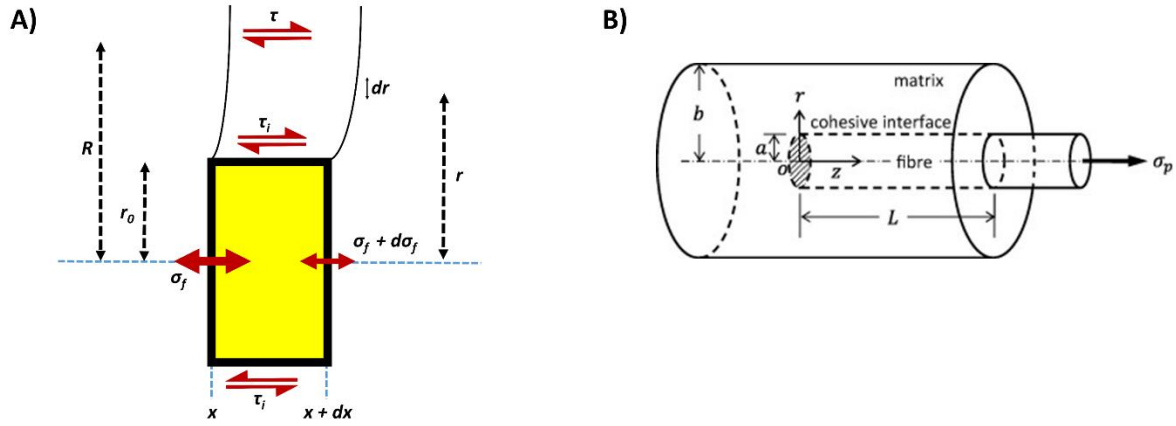 A)
τ
dr
τi
R
r0
r
σf
σf + dσf
τi
x
x + dx
B)
matrix
b
r
cohesive interface
a
o
z
fibre
σp
L